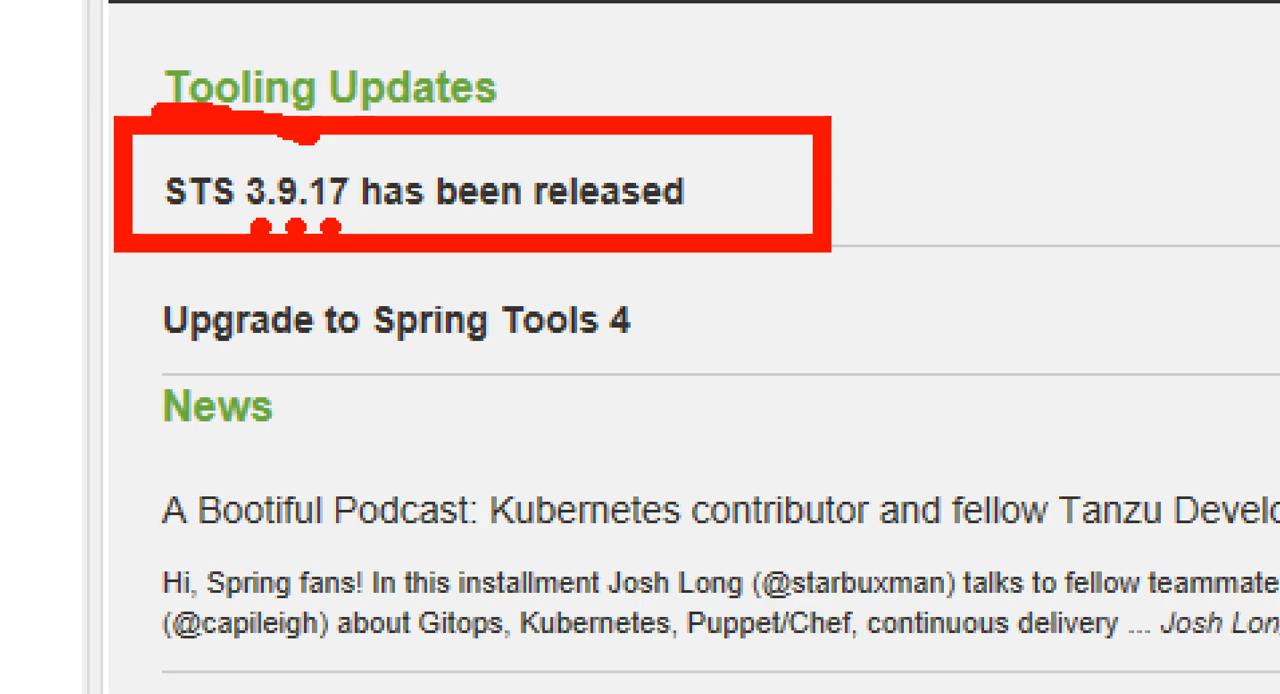 Tooling Updates
STS 3.9.17 has been released
Upgrade to Spring Tools 4
News
A Bootiful Podcast: Kubernetes contributor and fellow Tanzu
Hi, Spring fans! In this installment Josh Long (@starbuxman) talks to fellow teammate
(@capileigh) about Gitops, Kubernetes, Puppet/Chef, continuous delivery ... Josh